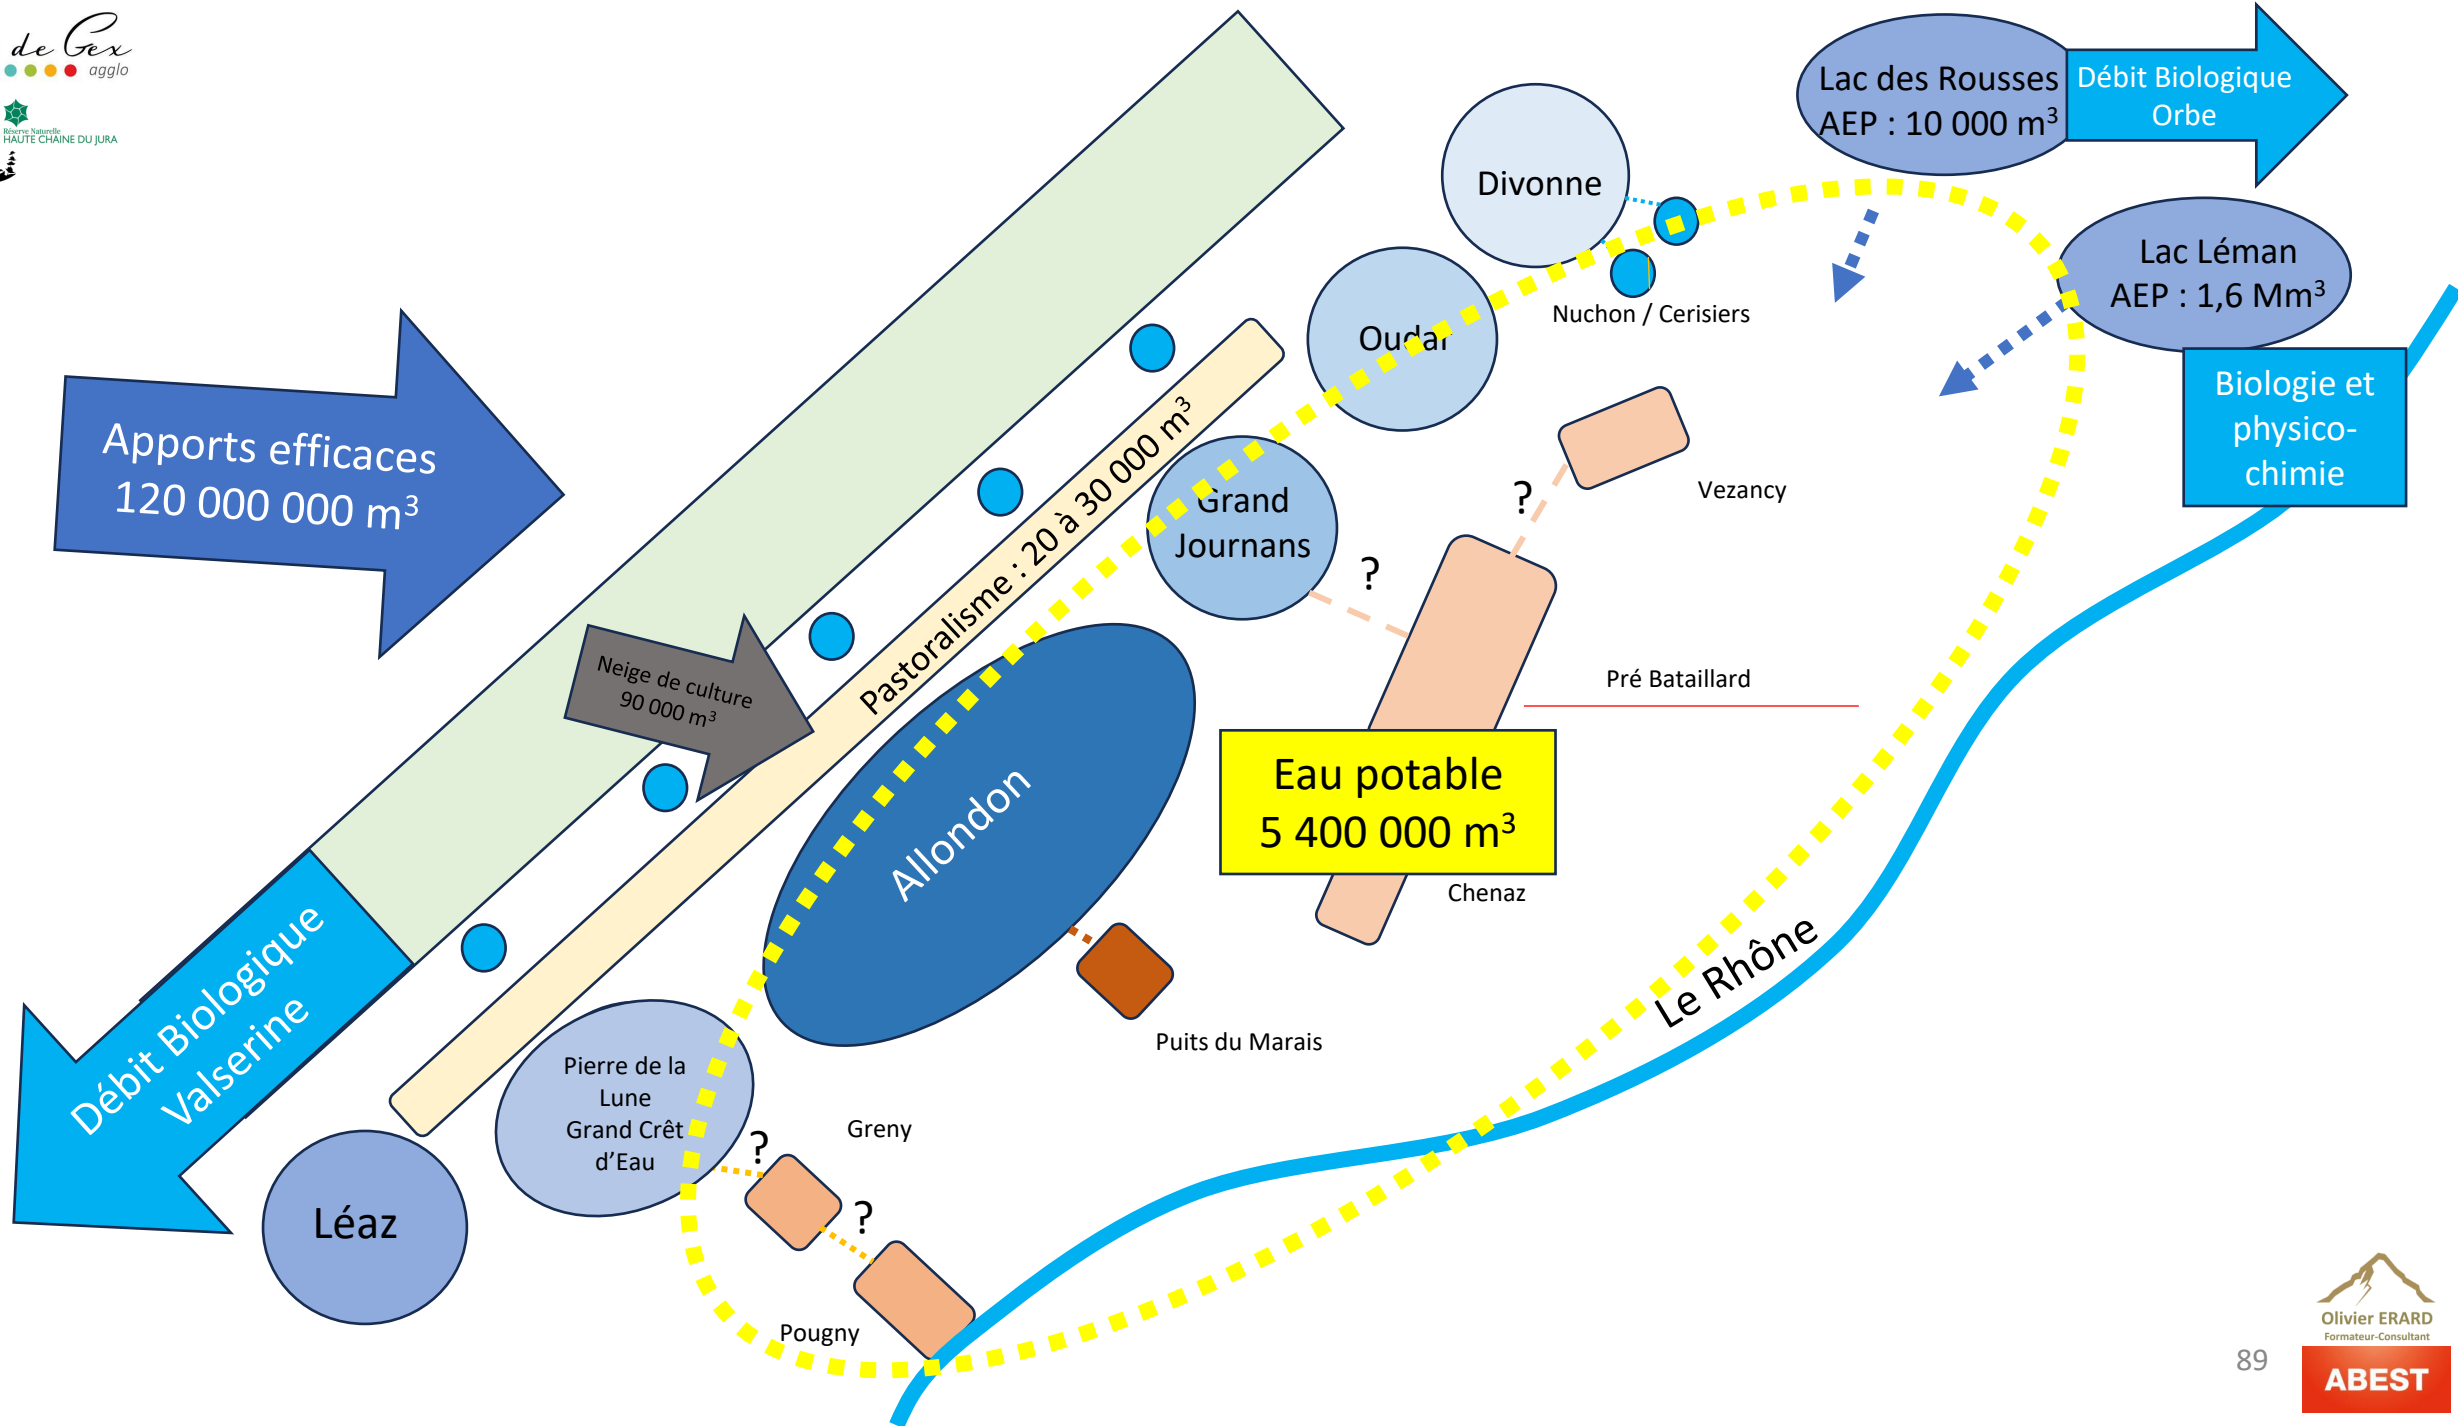 de Gex
agglo
Réserve Naturelle
HAUTE CHAINE DU JURA
Lac des Rousses
AEP : 10 000 m³
Débit Biologique
Orbe
Divonne
Lac Léman
AEP : 1,6 Mm³
Nuchon / Cerisiers
Oudar
Biologie et
physico-
chimie
Apports efficaces
120 000 000 m³
Pastoralisme : 20 à 30 000 m³
Grand
Journans
?
Vezancy
?
Neige de culture
90 000 m³
Pré Bataillard
Allondon
Eau potable
5 400 000 m³
Chenaz
Le Rhône
Débit Biologique
Valserine
Puits du Marais
Pierre de la
Lune
Grand Crêt
d’Eau
Greny
?
?
Léaz
Pougny
Olivier ERARD
Formateur-Consultant
89
ABEST